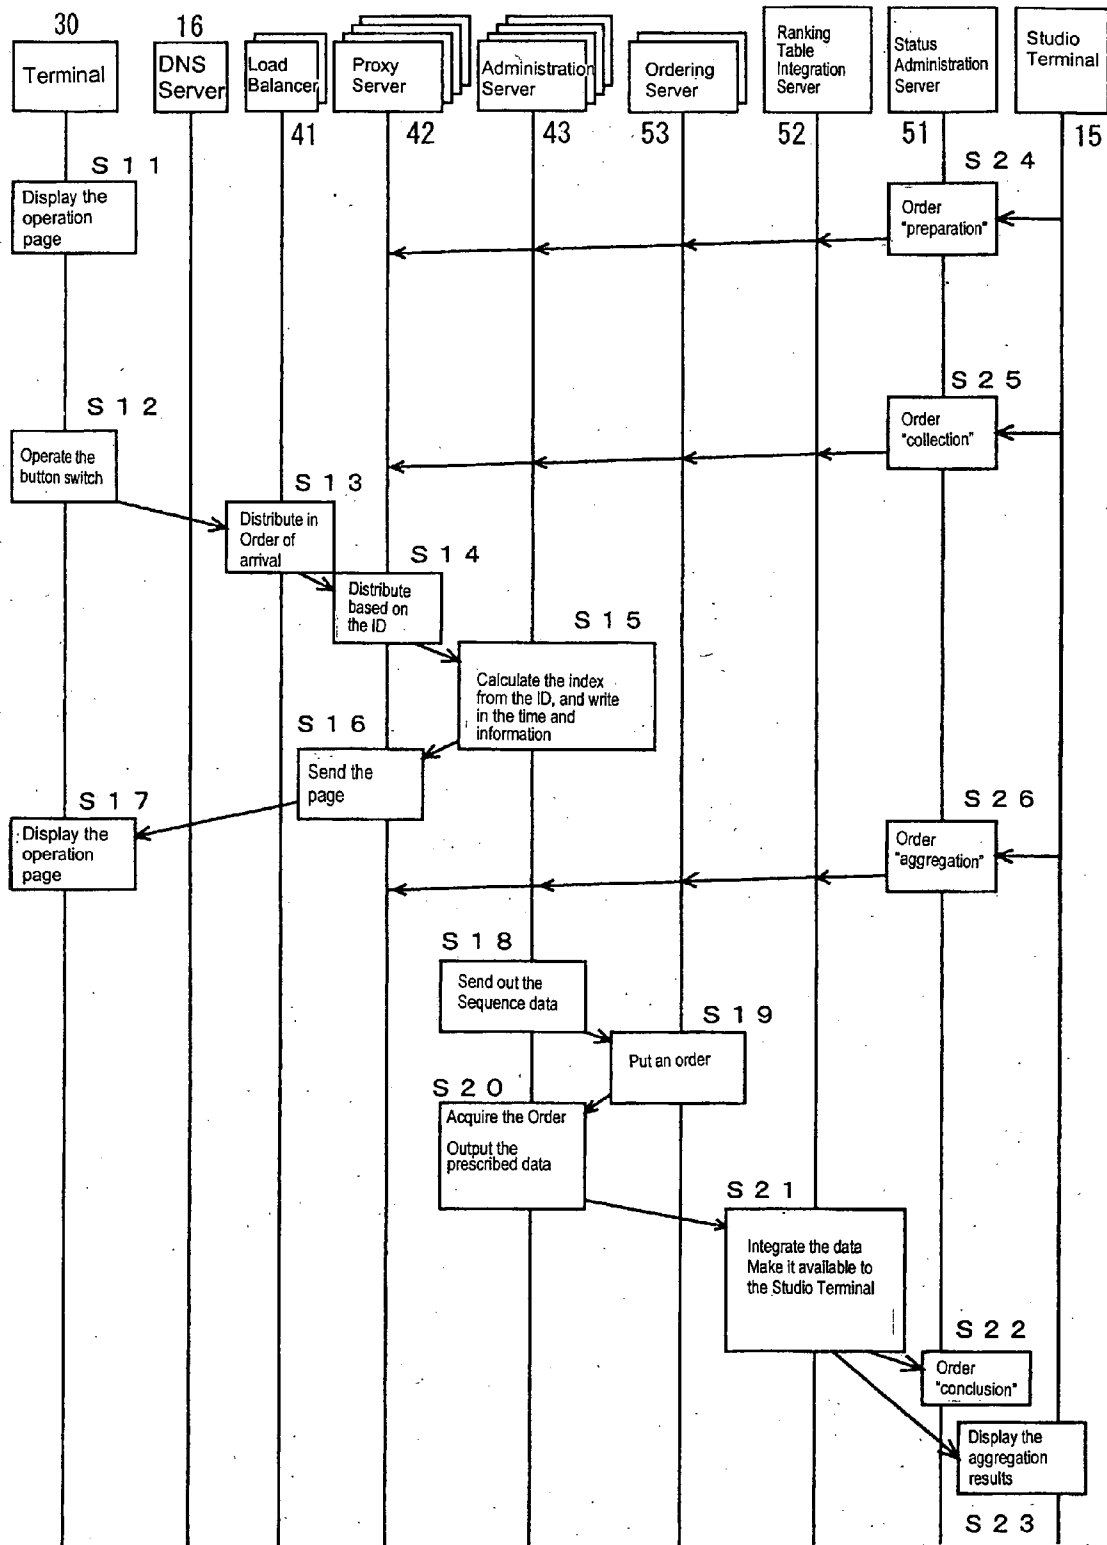 30
16
Terminal
DNS
Server
Load
Balancer
Proxy
Server
Administration
Server
Ordering
Server
Ranking
Table
Integration
Server
Status
Administration
Server
Studio
Terminal
41
42
43
53
52
51
15
S 1 1
Display the
operation
page
S 2 4
Order
"preparation"
S 2 5
Order
"collection"
S 1 2
Operate the
button switch
S 1 3
Distribute in
Order of
arrival
S 1 4
Distribute
based on
the ID
S 1 5
Calculate the index
from the ID, and write
in the time and
information
S 1 6
Send the
page
S 1 7
Display the
operation
page
S 2 6
Order
"aggregation"
S 1 8
Send out the
Sequence data
S 1 9
Put an order
S 2 0
Acquire the Order
Output the
prescribed data
S 2 1
Integrate the data
Make it available to
the Studio Terminal
S 2 2
Order
"conclusion"
Display the
aggregation
results
S 2 3